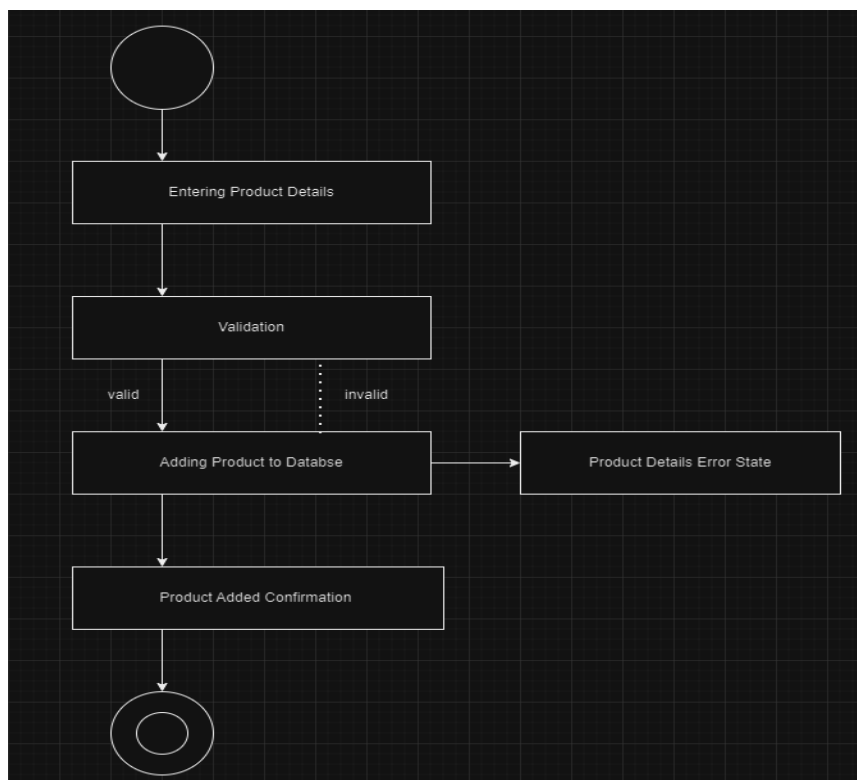 Entering Product Details
Validation
valid
invalid
Adding Product to Databse
Product Details Error State
Product Added Confirmation